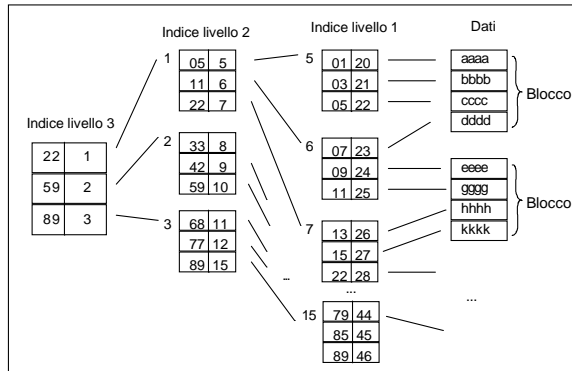 Indice livello 3
22 1
59 2
89 3
Indice livello 2
1
05 5
11 6
22 7
2
33 8
42 9
59 10
3
68 11
77 12
89 15
...
Indice livello 1
5
01 20
03 21
05 22
6
07 23
09 24
11 25
7
13 26
15 27
22 28
...
15
79 44
85 45
89 46
Dati
aaaa
bbbb
cccc
dddd
Blocco
eeee
gggg
hhhh
kkkk
Blocco
...